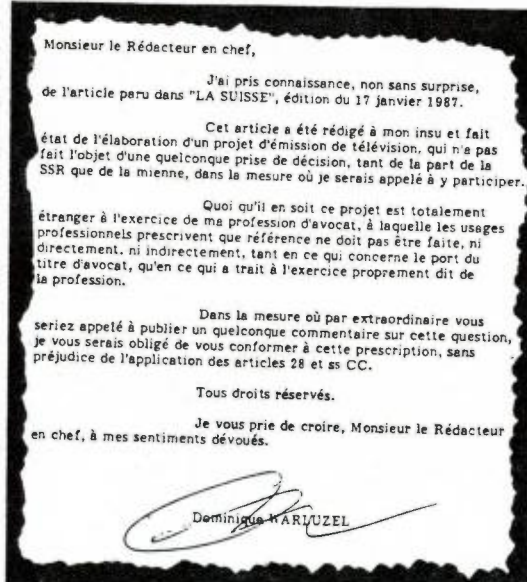 Monsieur le Rédacteur en chef,
J'ai pris connaissance, non sans surprise,
de l'article paru dans "LA SUISSE", édition du 17 janvier 1987.
Cet article a été rédigé à mon insu et fait
état de l'élaboration d'un projet d'émission de télévision, qui n'a pas
fait l'objet d'une quelconque prise de décision, tant de la part de la
SSR que de la mienne, dans la mesure où je serais appelé à y participer.
Quoi qu'il en soit ce projet est totalement
étranger à l'exercice de ma profession d'avocat, à laquelle les usages
professionnels prescrivent que référence ne doit pas être faite, ni
directement, ni indirectement, tant en ce qui concerne le port du
titre d'avocat, qu'en ce qui a trait à l'exercice proprement dit de
la profession.
Dans la mesure où par extraordinaire vous
seriez appelé à publier un quelconque commentaire sur cette question,
je vous serais obligé de vous conformer à cette prescription, sans
préjudice de l'application des articles 28 et ss CC.
Tous droits réservés.
Je vous prie de croire, Monsieur le Rédacteur
en chef, à mes sentiments dévoués.
Dominique WARLUZEL